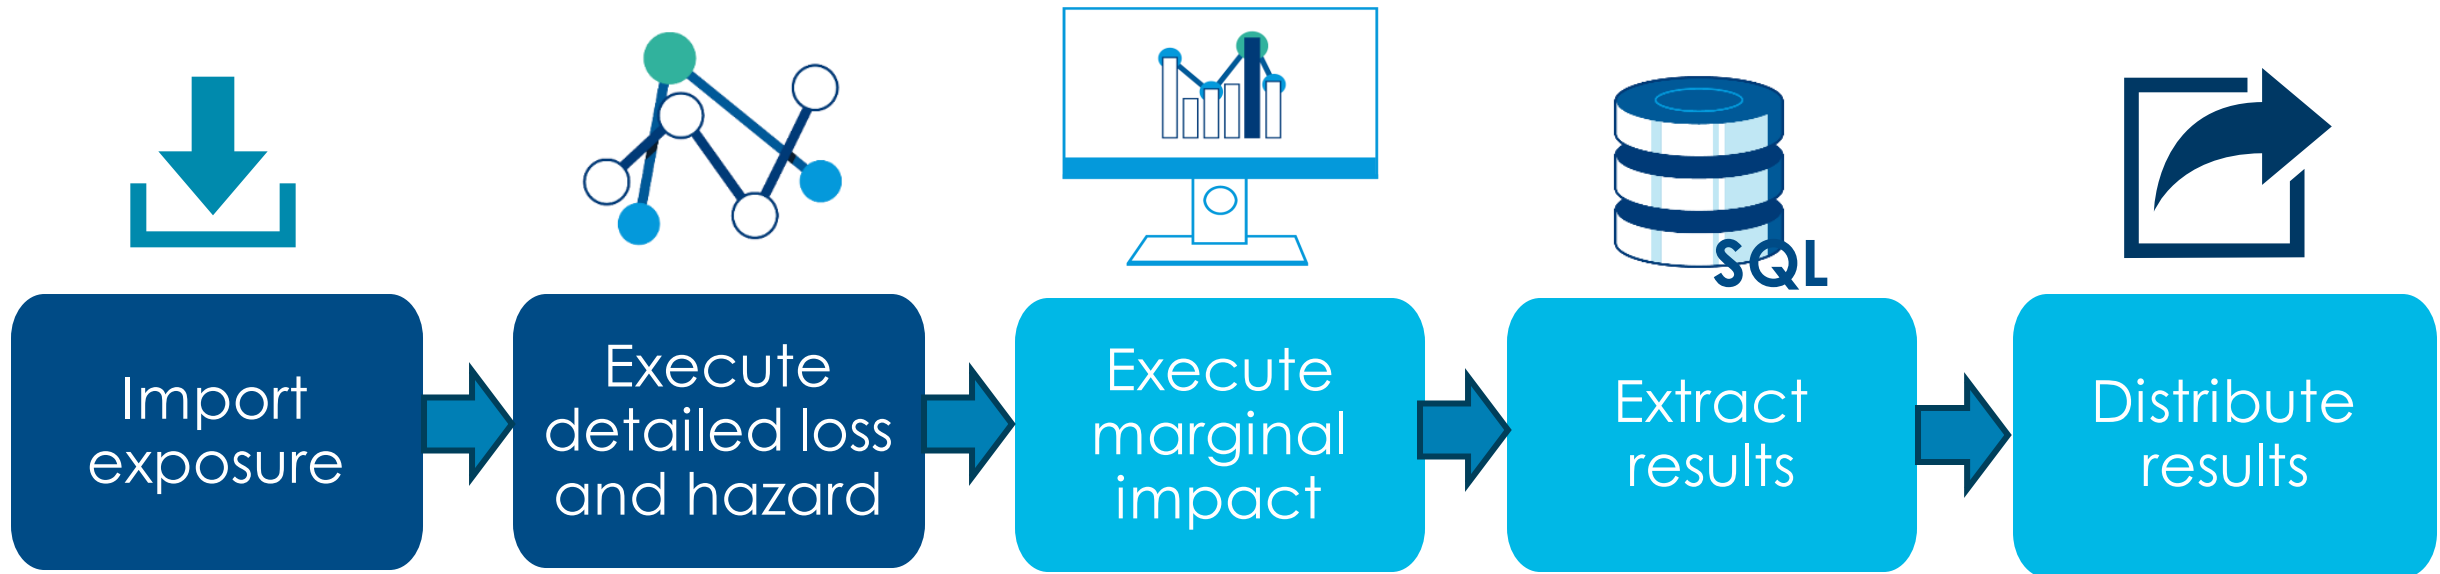 SQL
Import
exposure
Execute
detailed loss
and hazard
Execute
marginal
impact
Extract
results
Distribute
results